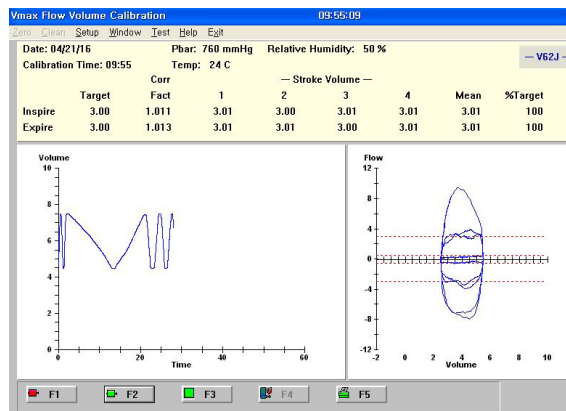 Vmax Flow Volume Calibration 09:55:09
Zero Clean Setup Window Test Help Exit
Date: 04/21/16 Pbar: 760 mmHg Relative Humidity: 50 %
— V62J –
Calibration Time: 09:55 Temp: 24 C
Corr — Stroke Volume —
Target Fact 1 2 3 4 Mean %Target
Inspire 3.00 1.011 3.01 3.00 3.01 3.01 3.01 100
Expire 3.00 1.013 3.01 3.01 3.00 3.01 3.01 100
Volume
10
8
6
4
2
0
0 20 40 60
Time
Flow
12
8
4
0
-4
-8
-12
-2 0 2 4 6 8 10
Volume
F1 F2 F3 F4 F5